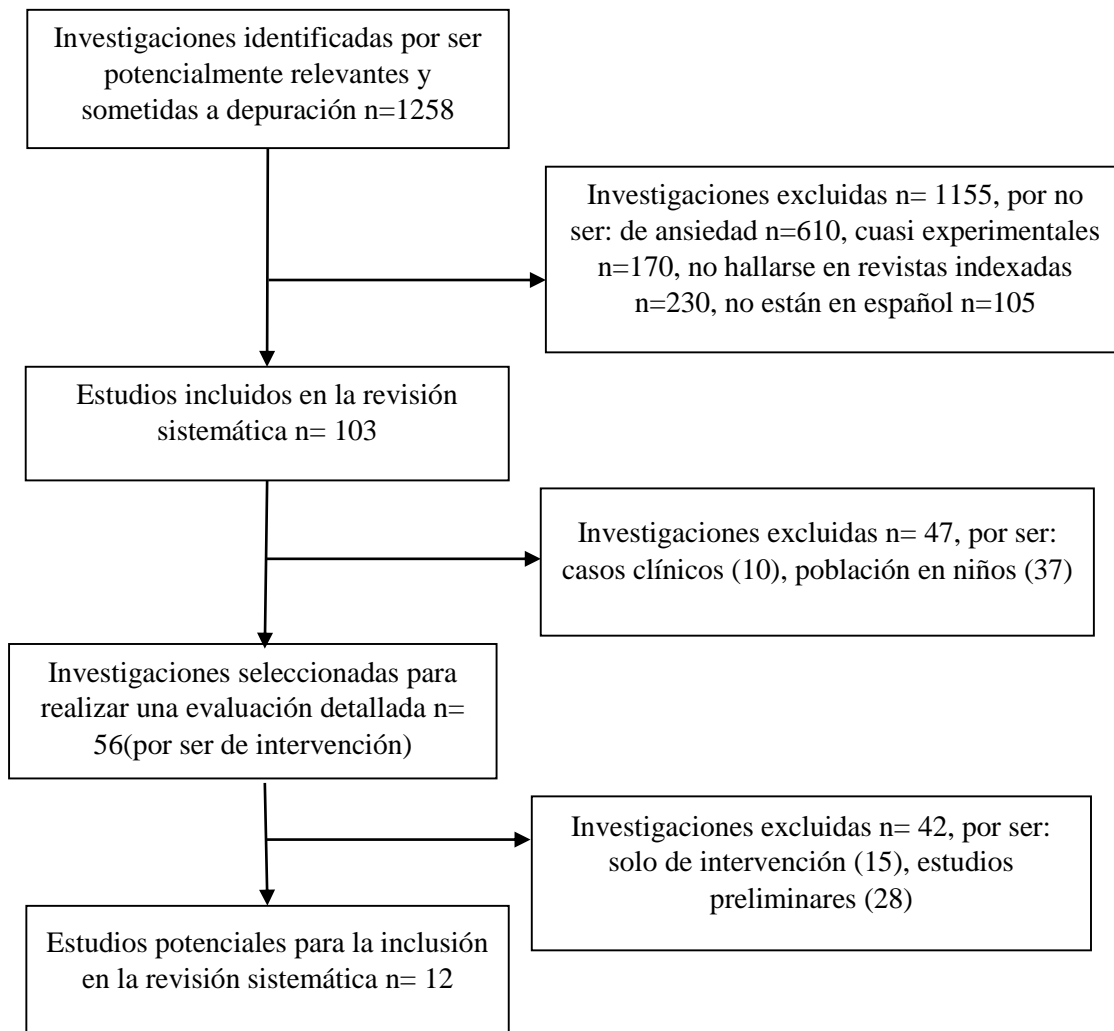 Investigaciones identificadas por ser
potencialmente relevantes y
sometidas a depuración n=1258
Investigaciones excluidas n= 1155, por no
ser: de ansiedad n=610, cuasi experimentales
n=170, no hallarse en revistas indexadas
n=230, no están en español n=105
Estudios incluidos en la revisión
sistemática n= 103
Investigaciones excluidas n= 47, por ser:
casos clínicos (10), población en niños (37)
Investigaciones seleccionadas para
realizar una evaluación detallada n=
56(por ser de intervención)
Investigaciones excluidas n= 42, por ser:
solo de intervención (15), estudios
preliminares (28)
Estudios potenciales para la inclusión
en la revisión sistemática n= 12